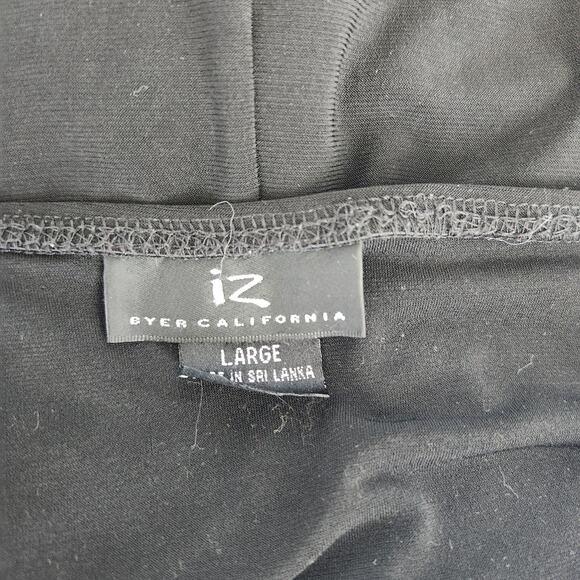 iz
BYER CALIFORNIA
LARGE
IN SRI LANKA